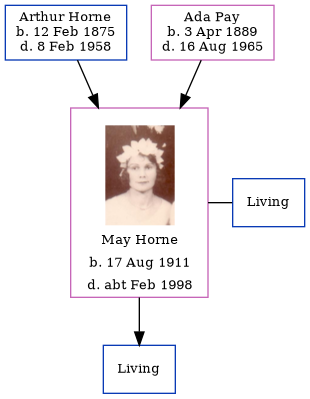 Arthur Horne
b. 12 Feb 1875
d. 8 Feb 1958
Ada Pay
b. 3 Apr 1889
d. 16 Aug 1965
May Horne
b. 17 Aug 1911
d. abt Feb 1998
Living
Living